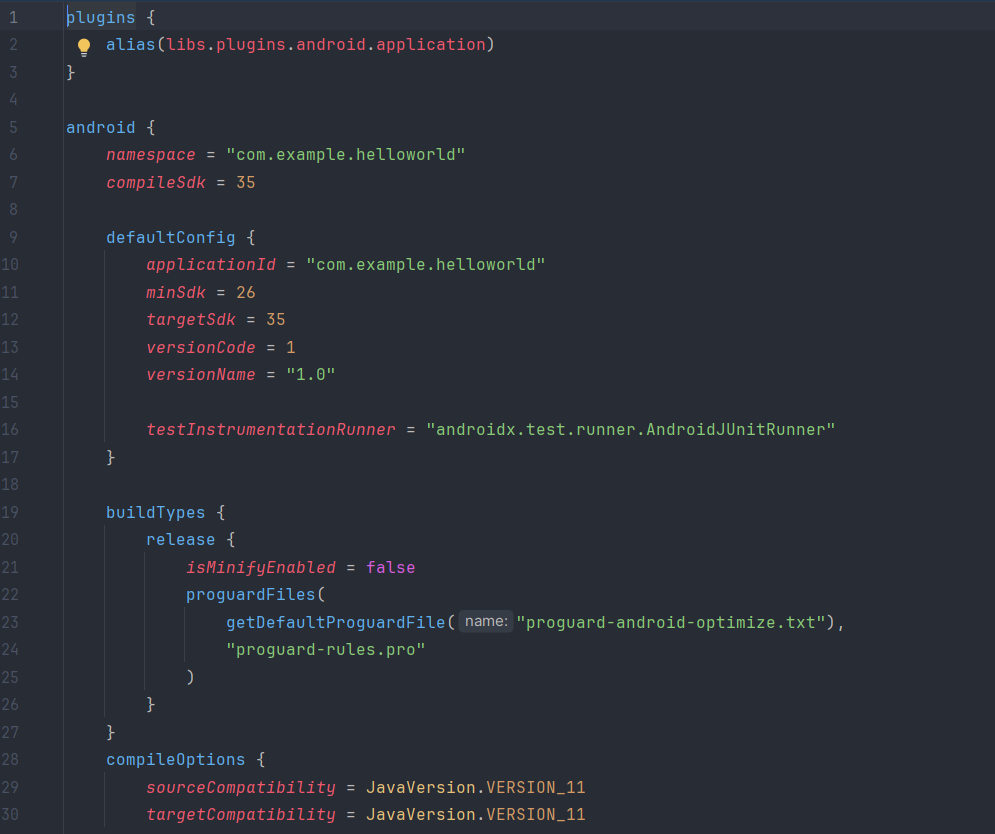 1 plugins {
2 alias(libs.plugins.android.application)
3 }
4
5 android {
6 namespace = "com.example.helloworld"
7 compileSdk = 35
8
9 defaultConfig {
10 applicationId = "com.example.helloworld"
11 minSdk = 26
12 targetSdk = 35
13 versionCode = 1
14 versionName = "1.0"
15
16 testInstrumentationRunner = "androidx.test.runner.AndroidJUnitRunner"
17 }
18
19 buildTypes {
20 release {
21 isMinifyEnabled = false
22 proguardFiles(
23 getDefaultProguardFile( name: "proguard-android-optimize.txt"),
24 "proguard-rules.pro"
25 )
26 }
27 }
28 compileOptions {
29 sourceCompatibility = JavaVersion.VERSION_11
30 targetCompatibility = JavaVersion.VERSION_11